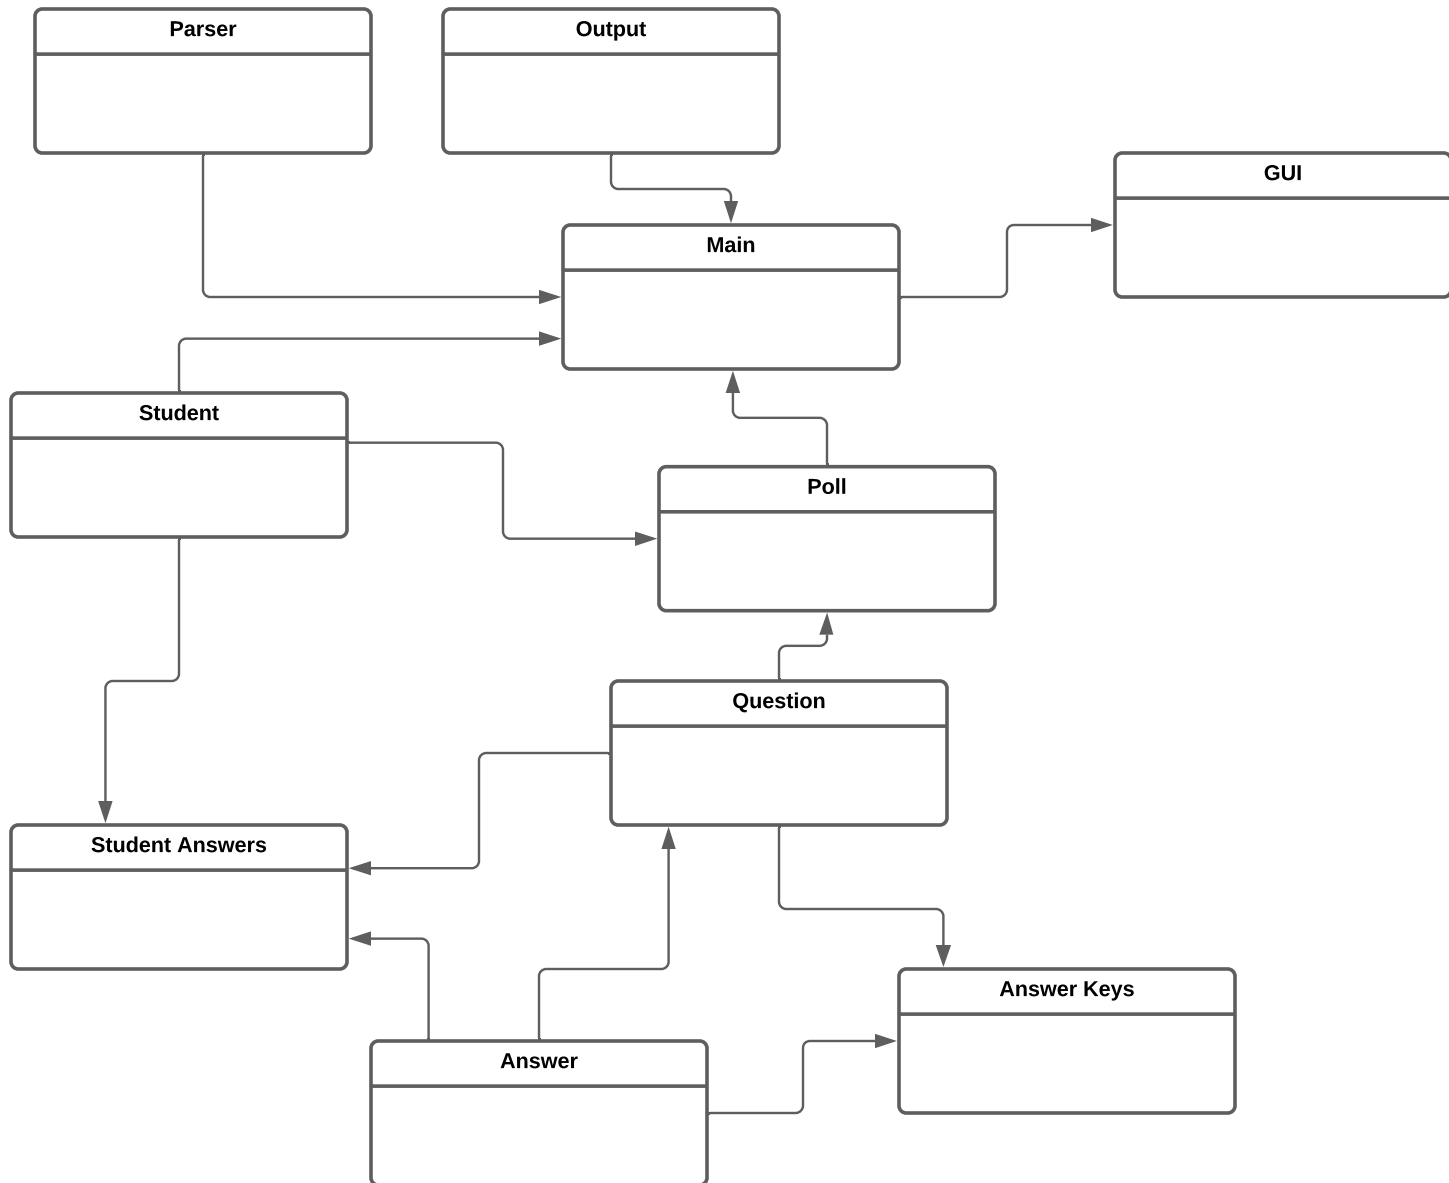 Parser
Output
GUI
Main
Student
Poll
Question
Student Answers
Answer Keys
Answer